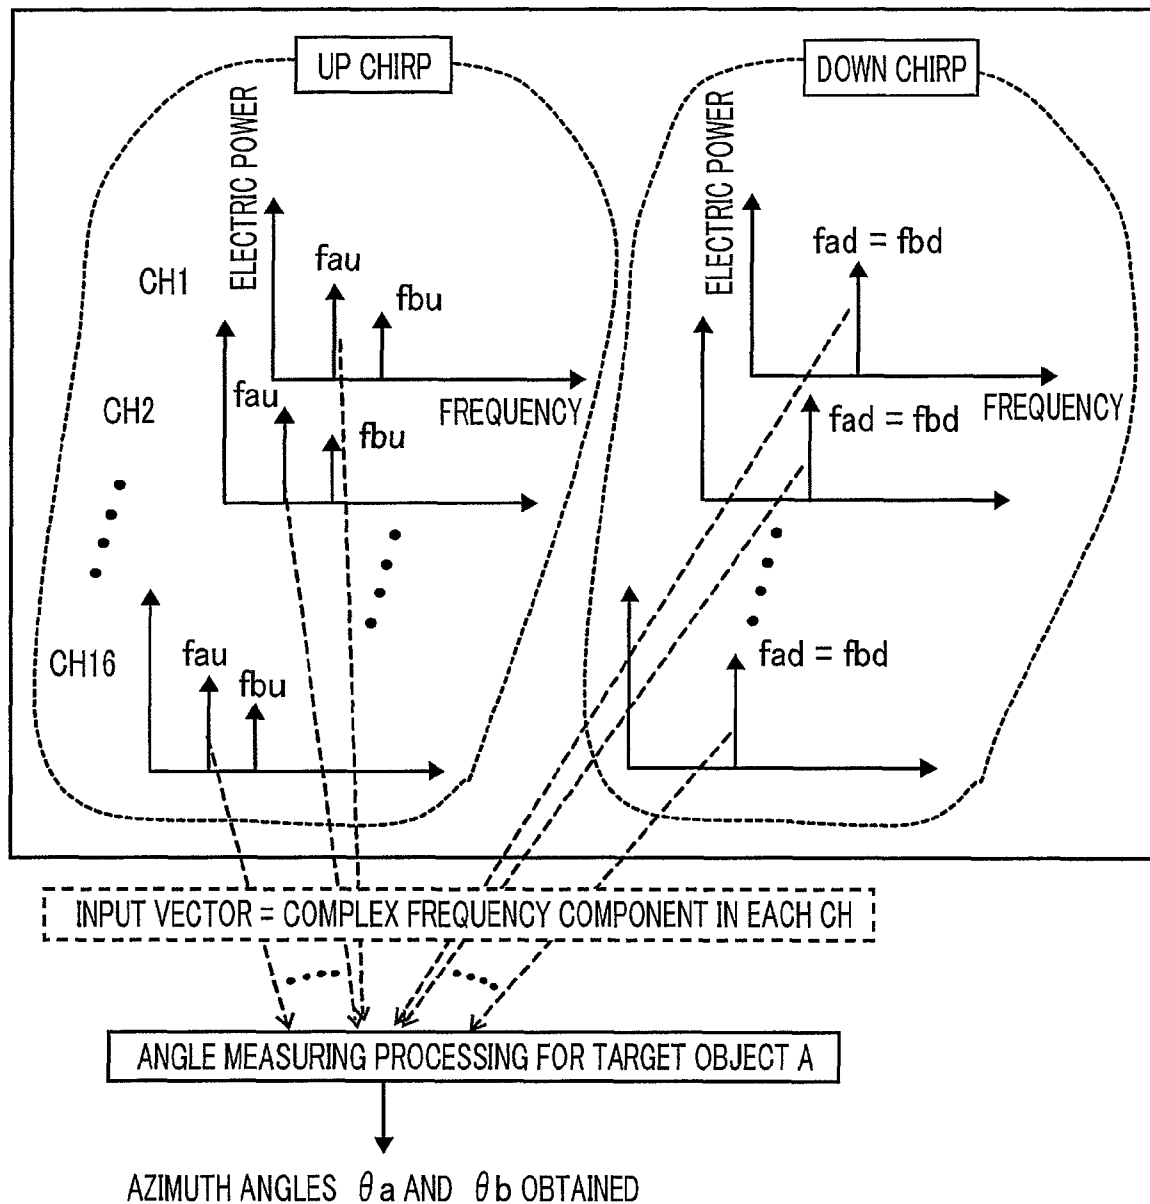 UP CHIRP
DOWN CHIRP
ELECTRIC POWER
ELECTRIC POWER
CH1
fau
fbu
fad = fbd
FREQUENCY
FREQUENCY
CH2
fau
fbu
fad = fbd
CH16
fau
fbu
fad = fbd
INPUT VECTOR = COMPLEX FREQUENCY COMPONENT IN EACH CH
ANGLE MEASURING PROCESSING FOR TARGET OBJECT A
AZIMUTH ANGLES θa AND θb OBTAINED